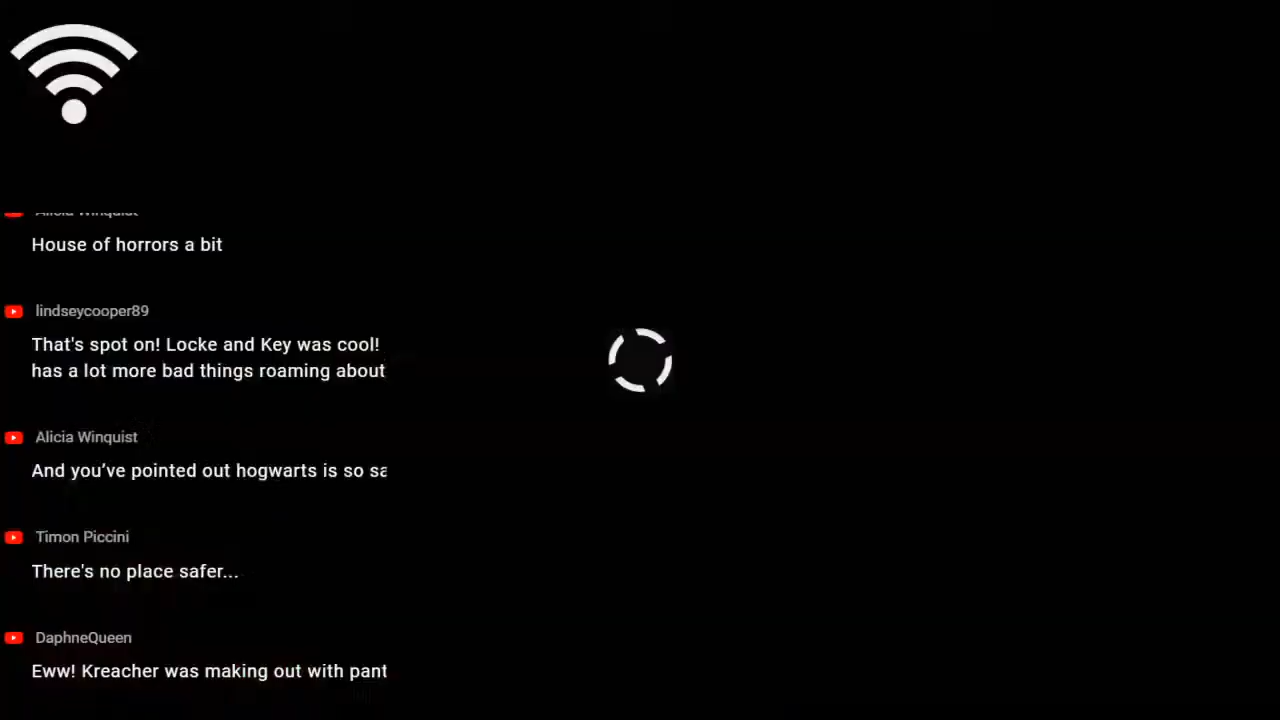 Alicia Winquist
House of horrors a bit
lindseycooper89
That's spot on! Locke and Key was cool!
has a lot more bad things roaming about
Alicia Winquist
And you’ve pointed out hogwarts is so sa
Timon Piccini
There's no place safer...
DaphneQueen
Eww! Kreacher was making out with pant